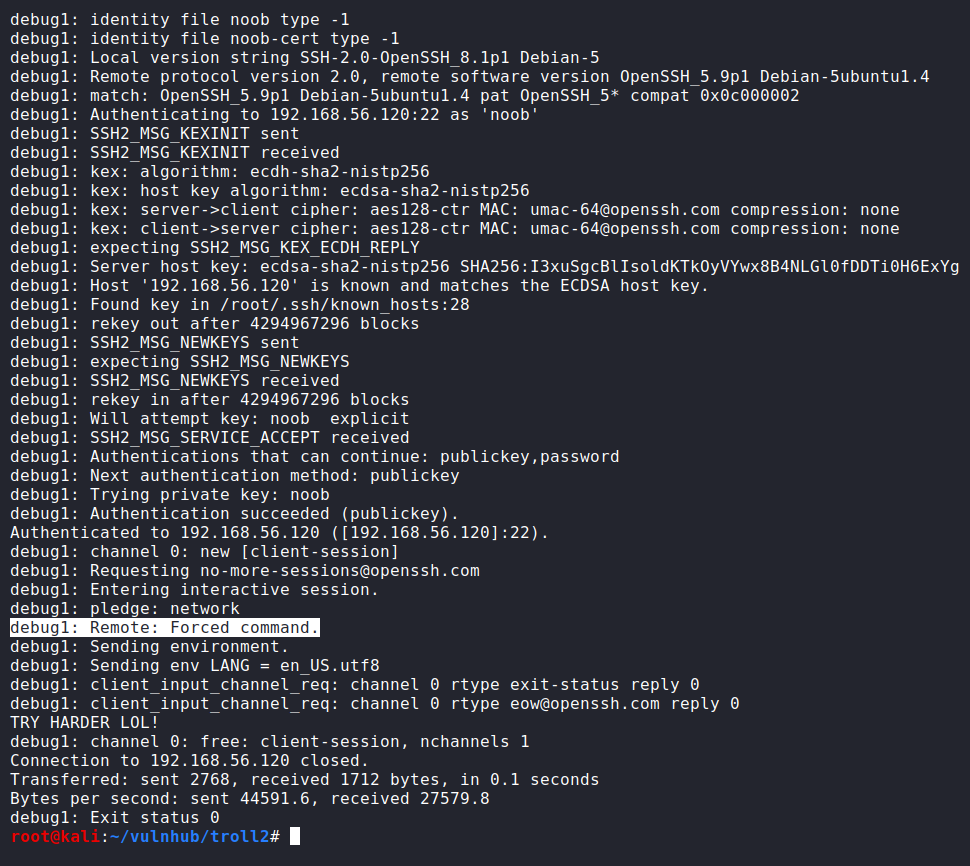 debug1: identity file noob type -1
debug1: identity file noob-cert type -1
debug1: Local version string SSH-2.0-OpenSSH_8.1p1 Debian-5
debug1: Remote protocol version 2.0, remote software version OpenSSH_5.9p1 Debian-5ubuntu1.4
debug1: match: OpenSSH_5.9p1 Debian-5ubuntu1.4 pat OpenSSH_5* compat 0x0c000002
debug1: Authenticating to 192.168.56.120:22 as 'noob'
debug1: SSH2_MSG_KEXINIT sent
debug1: SSH2_MSG_KEXINIT received
debug1: kex: algorithm: ecdh-sha2-nistp256
debug1: kex: host key algorithm: ecdsa-sha2-nistp256
debug1: kex: server->client cipher: aes128-ctr MAC: umac-64@openssh.com compression: none
debug1: kex: client->server cipher: aes128-ctr MAC: umac-64@openssh.com compression: none
debug1: expecting SSH2_MSG_KEX_ECDH_REPLY
debug1: Server host key: ecdsa-sha2-nistp256 SHA256:I3xuSgcBlIsoldKTkOyVYwx8B4NLGl0fDDTi0H6ExYg
debug1: Host '192.168.56.120' is known and matches the ECDSA host key.
debug1: Found key in /root/.ssh/known_hosts:28
debug1: rekey out after 4294967296 blocks
debug1: SSH2_MSG_NEWKEYS sent
debug1: expecting SSH2_MSG_NEWKEYS
debug1: SSH2_MSG_NEWKEYS received
debug1: rekey in after 4294967296 blocks
debug1: Will attempt key: noob  explicit
debug1: SSH2_MSG_SERVICE_ACCEPT received
debug1: Authentications that can continue: publickey,password
debug1: Next authentication method: publickey
debug1: Trying private key: noob
debug1: Authentication succeeded (publickey).
Authenticated to 192.168.56.120 ([192.168.56.120]:22).
debug1: channel 0: new [client-session]
debug1: Requesting no-more-sessions@openssh.com
debug1: Entering interactive session.
debug1: pledge: network
debug1: Remote: Forced command.
debug1: Sending environment.
debug1: Sending env LANG = en_US.utf8
debug1: client_input_channel_req: channel 0 rtype exit-status reply 0
debug1: client_input_channel_req: channel 0 rtype eow@openssh.com reply 0
TRY HARDER LOL!
debug1: channel 0: free: client-session, nchannels 1
Connection to 192.168.56.120 closed.
Transferred: sent 2768, received 1712 bytes, in 0.1 seconds
Bytes per second: sent 44591.6, received 27579.8
debug1: Exit status 0
root@kali:~/vulnhub/troll2#